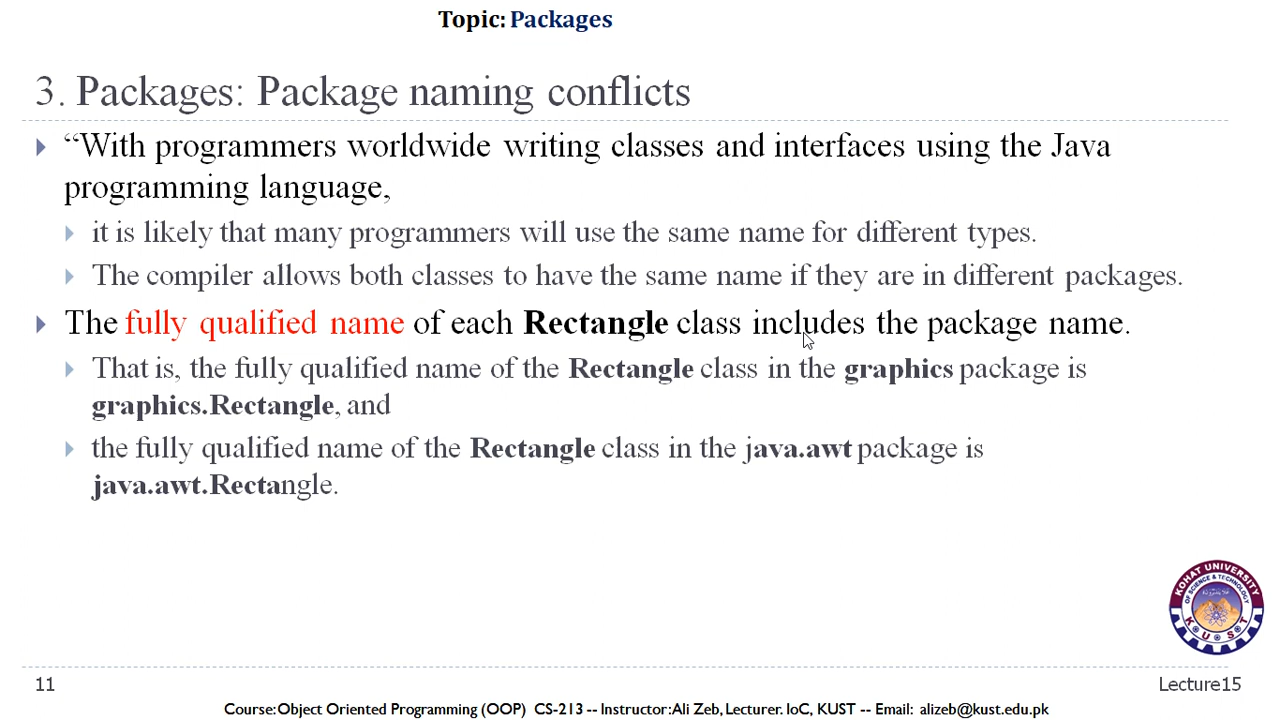 Topic: Packages
3. Packages: Package naming conflicts
“With programmers worldwide writing classes and interfaces using the Java
programming language,
it is likely that many programmers will use the same name for different types.
The compiler allows both classes to have the same name if they are in different packages.
The fully qualified name of each Rectangle class includes the package name.
That is, the fully qualified name of the Rectangle class in the graphics package is
graphics.Rectangle, and
the fully qualified name of the Rectangle class in the java.awt package is
java.awt.Rectangle.
KOHAT UNIVERSITY
OF SCIENCE & TECHNOLOGY
K U S T
11
Lecture15
Course:Object Oriented Programming (OOP) CS-213 -- Instructor:Ali Zeb, Lecturer. IoC, KUST -- Email: alizeb@kust.edu.pk